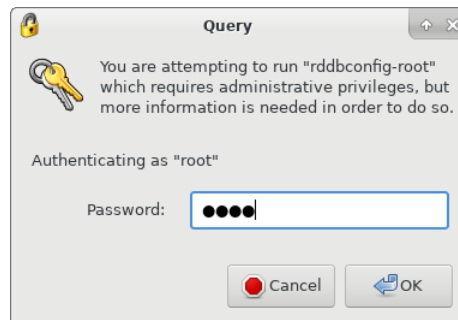 Query
You are attempting to run "rddbconfig-root"
which requires administrative privileges, but
more information is needed in order to do so.
Authenticating as "root"
Password: ●●●●
Cancel OK